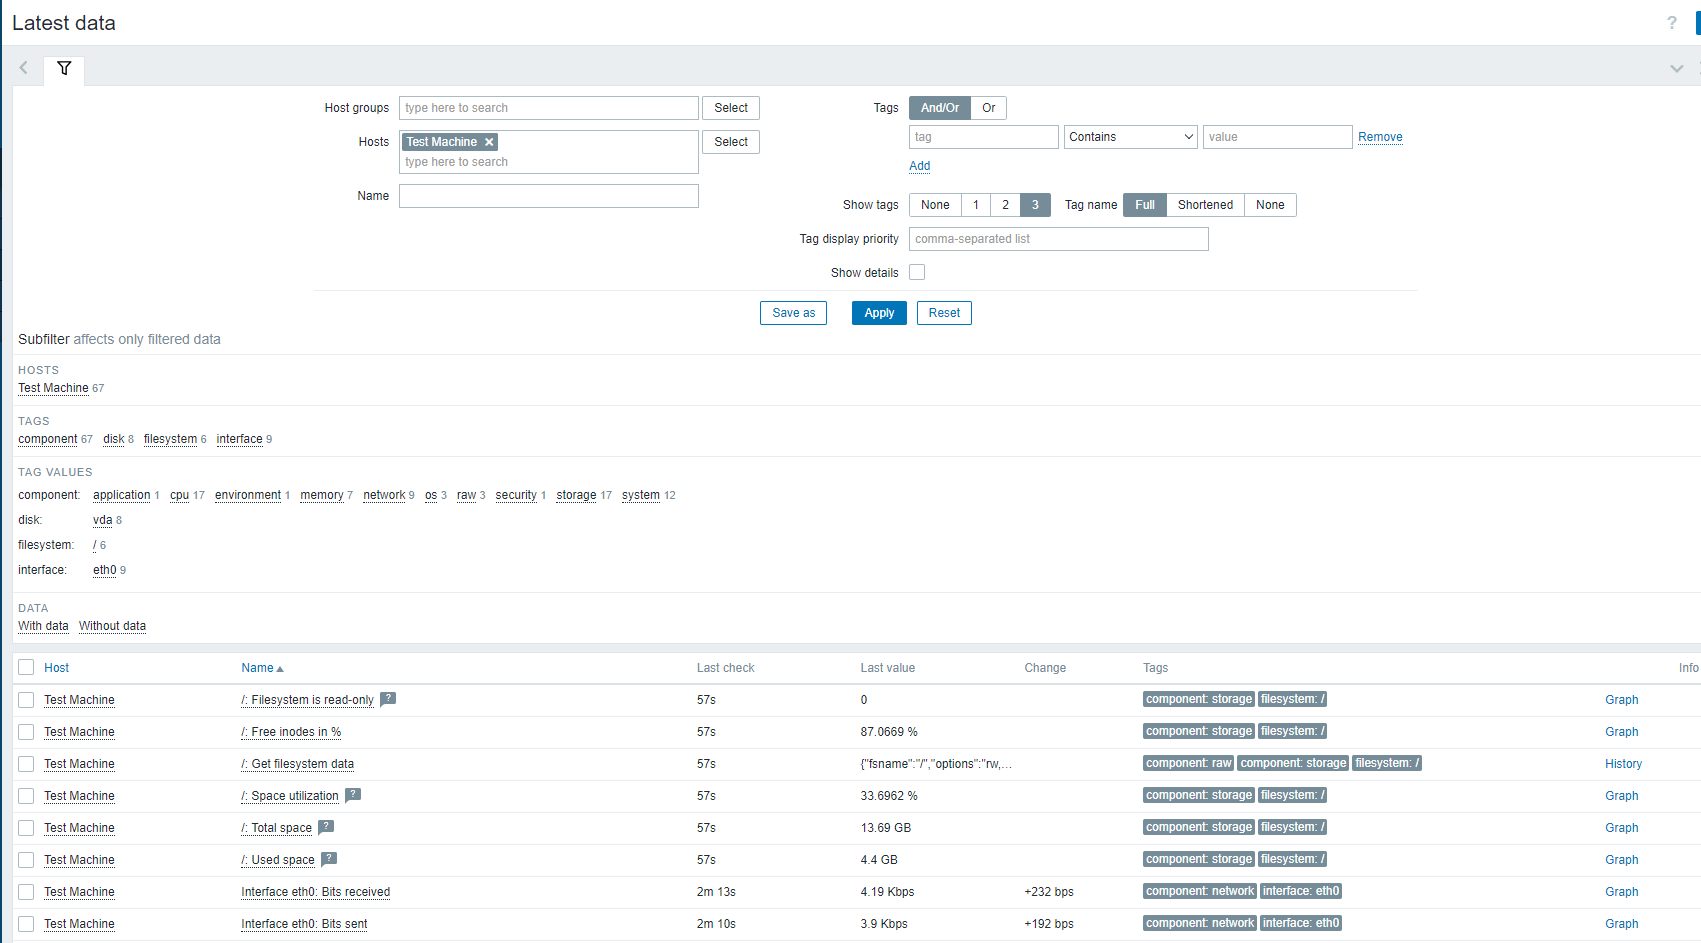 Latest data
?
Host groups type here to search Select Tags And/Or Or
Hosts Test Machine × Select tag Contains value Remove
type here to search
Add
Name
Show tags None 1 2 3 Tag name Full Shortened None
Tag display priority comma-separated list
Show details
Save as Apply Reset
Subfilter affects only filtered data
HOSTS
Test Machine 67
TAGS
component 67 disk 8 filesystem 6 interface 9
TAG VALUES
component: application 1 cpu 17 environment 1 memory 7 network 9 os 3 raw 3 security 1 storage 17 system 12
disk: vda 8
filesystem: / 6
interface: eth0 9
DATA
With data Without data
Host Name Last check Last value Change Tags Info
Test Machine /: Filesystem is read-only ? 57s 0 component: storage filesystem: / Graph
Test Machine /: Free inodes in % 57s 87.0669 % component: storage filesystem: / Graph
Test Machine /: Get filesystem data 57s {"fsname":"/","options":"rw,... component: raw component: storage filesystem: / History
Test Machine /: Space utilization ? 57s 33.6962 % component: storage filesystem: / Graph
Test Machine /: Total space ? 57s 13.69 GB component: storage filesystem: / Graph
Test Machine /: Used space ? 57s 4.4 GB component: storage filesystem: / Graph
Test Machine Interface eth0: Bits received 2m 13s 4.19 Kbps +232 bps component: network interface: eth0 Graph
Test Machine Interface eth0: Bits sent 2m 10s 3.9 Kbps +192 bps component: network interface: eth0 Graph